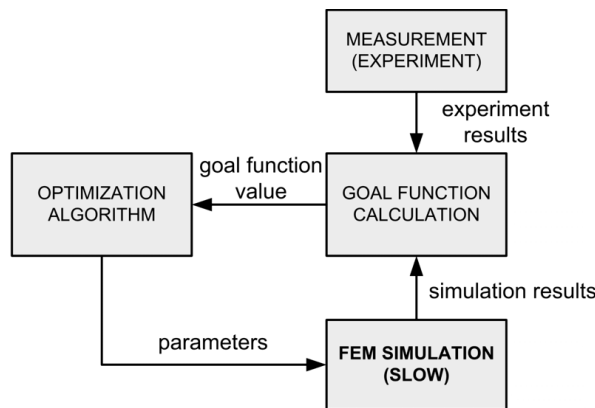 MEASUREMENT
(EXPERIMENT)
experiment
results
goal function
value
OPTIMIZATION
ALGORITHM
GOAL FUNCTION
CALCULATION
simulation results
parameters
FEM SIMULATION
(SLOW)